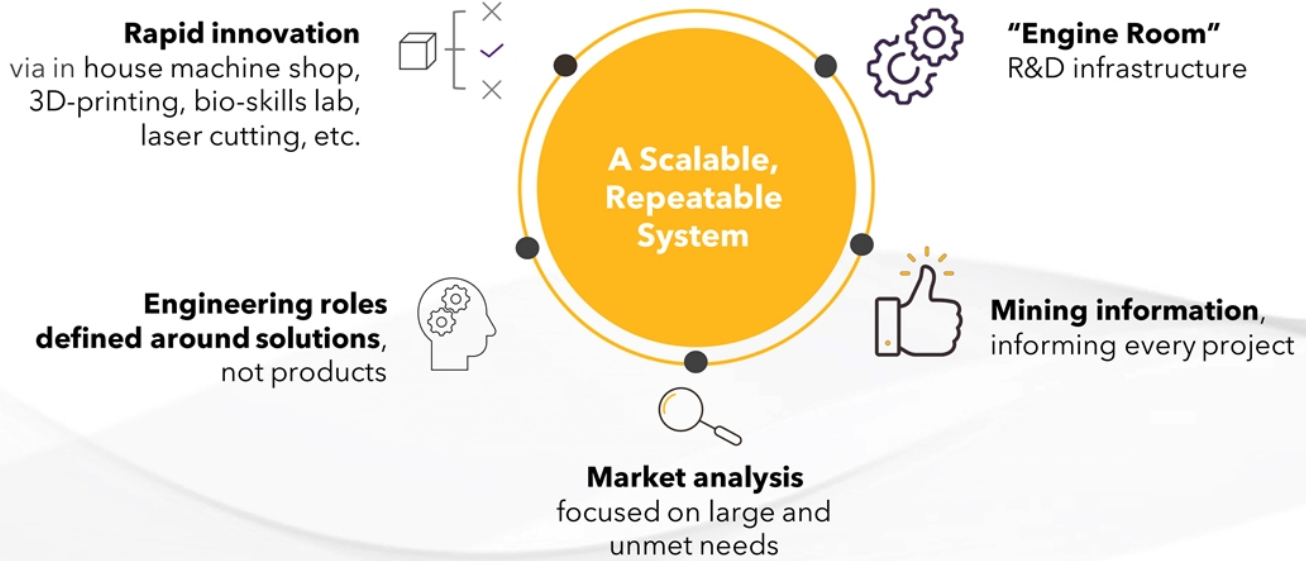 Rapid innovation
via in house machine shop,
3D-printing, bio-skills lab,
laser cutting, etc.
“Engine Room”
R&D infrastructure
A Scalable,
Repeatable
System
Engineering roles
defined around solutions,
not products
Mining information,
informing every project
Market analysis
focused on large and
unmet needs